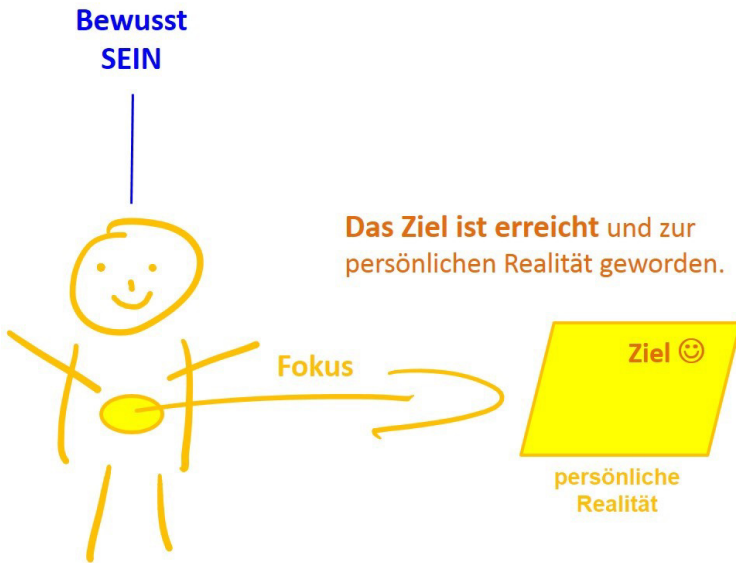 Bewusst
SEIN
Das Ziel ist erreicht und zur
persönlichen Realität geworden.
Fokus
Ziel ☺
persönliche
Realität